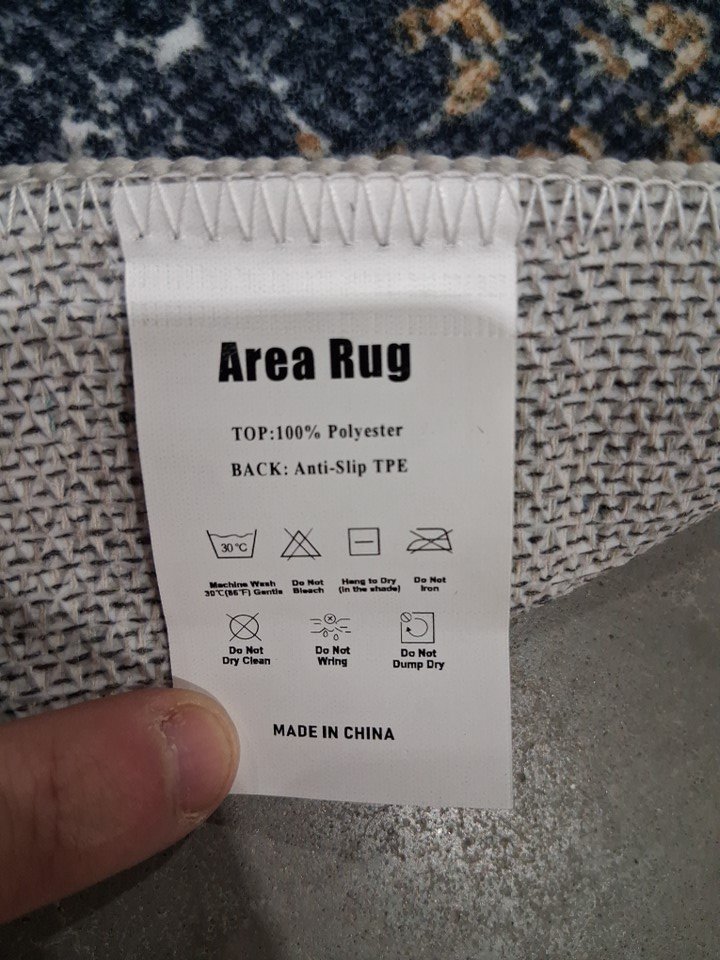 Area Rug
TOP:100% Polyester
BACK: Anti-Slip TPE
30°C
Machine Wash
30°C(86°F) Gentle
Do Not
Bleach
Hang to Dry
(in the shade)
Do Not
Iron
Do Not
Dry Clean
Do Not
Wring
Do Not
Dump Dry
MADE IN CHINA